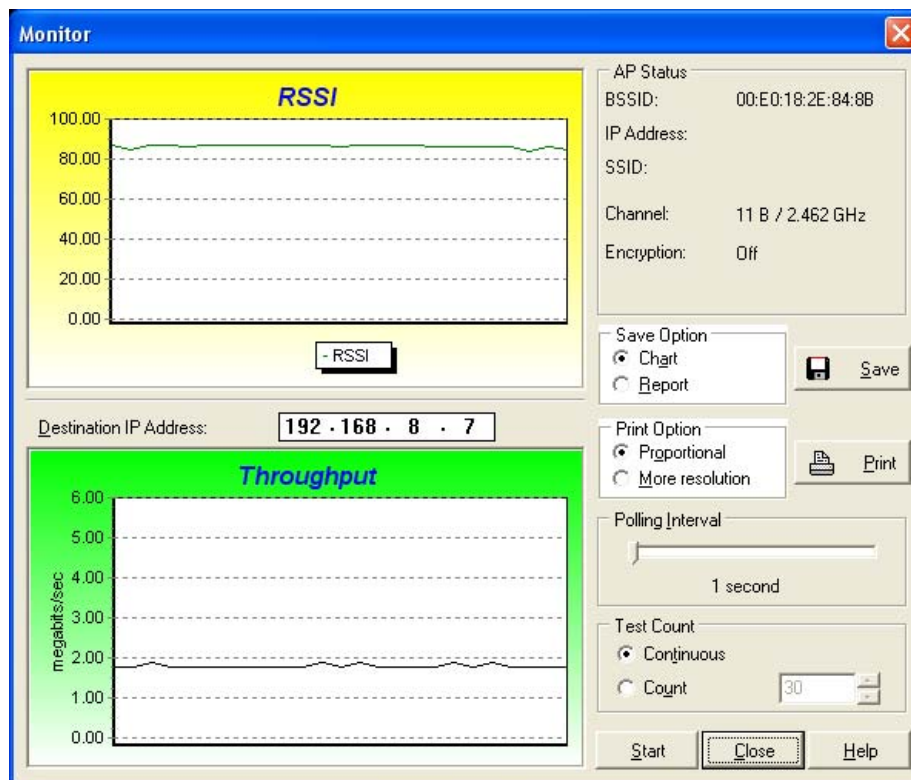 Monitor
RSSI
100.00
80.00
60.00
40.00
20.00
0.00
- RSSI
Destination IP Address: 192 . 168 . 8 . 7
Throughput
megabits/sec
6.00
5.00
4.00
3.00
2.00
1.00
0.00
AP Status
BSSID: 00:E0:18:2E:84:8B
IP Address:
SSID:
Channel: 11 B / 2.462 GHz
Encryption: Off
Save Option
Chart
Report
Save
Print Option
Proportional
More resolution
Print
Polling Interval
1 second
Test Count
Continuous
Count 30
Start Close Help